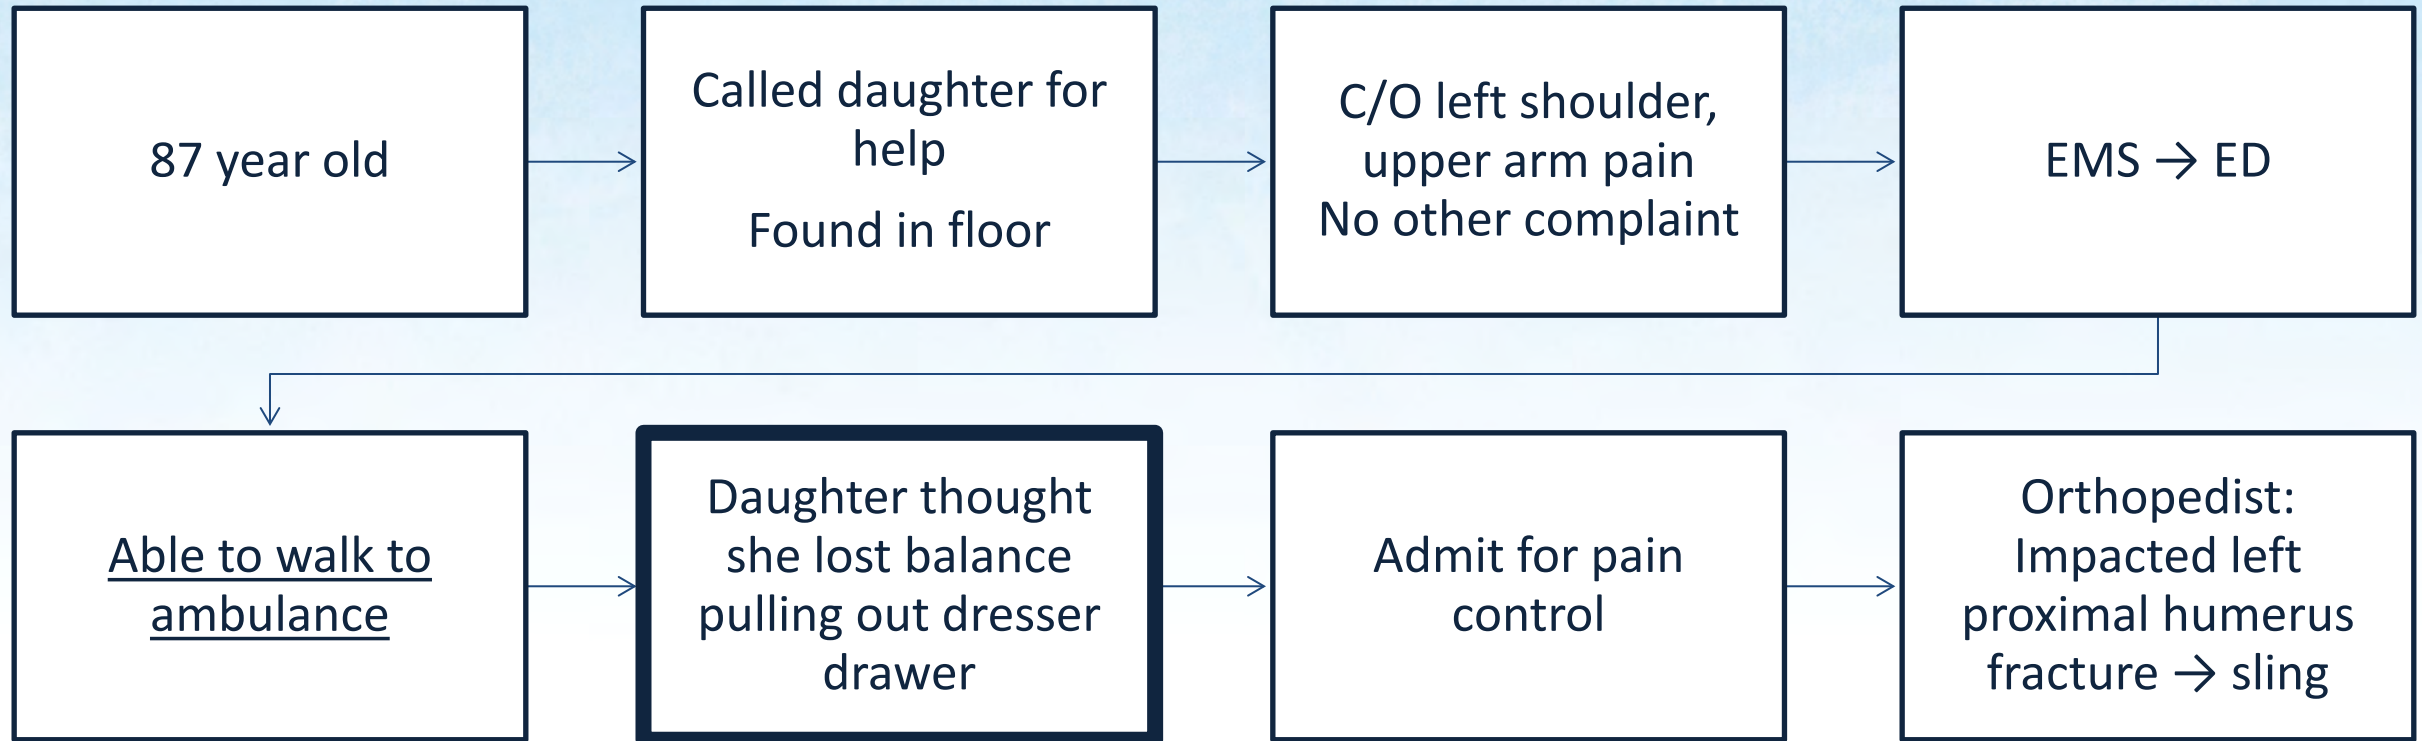 87 year old
Called daughter for
help
Found in floor
C/O left shoulder,
upper arm pain
No other complaint
EMS → ED
Able to walk to
ambulance
Daughter thought
she lost balance
pulling out dresser
drawer
Admit for pain
control
Orthopedist:
Impacted left
proximal humerus
fracture → sling